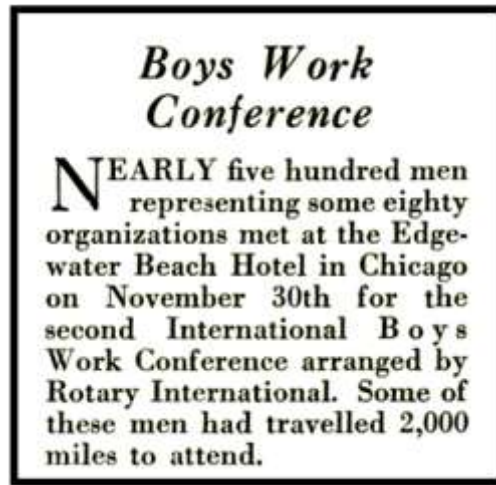 Boys Work
Conference
NEARLY five hundred men
representing some eighty
organizations met at the Edge-
water Beach Hotel in Chicago
on November 30th for the
second International Boys
Work Conference arranged by
Rotary International. Some of
these men had travelled 2,000
miles to attend.